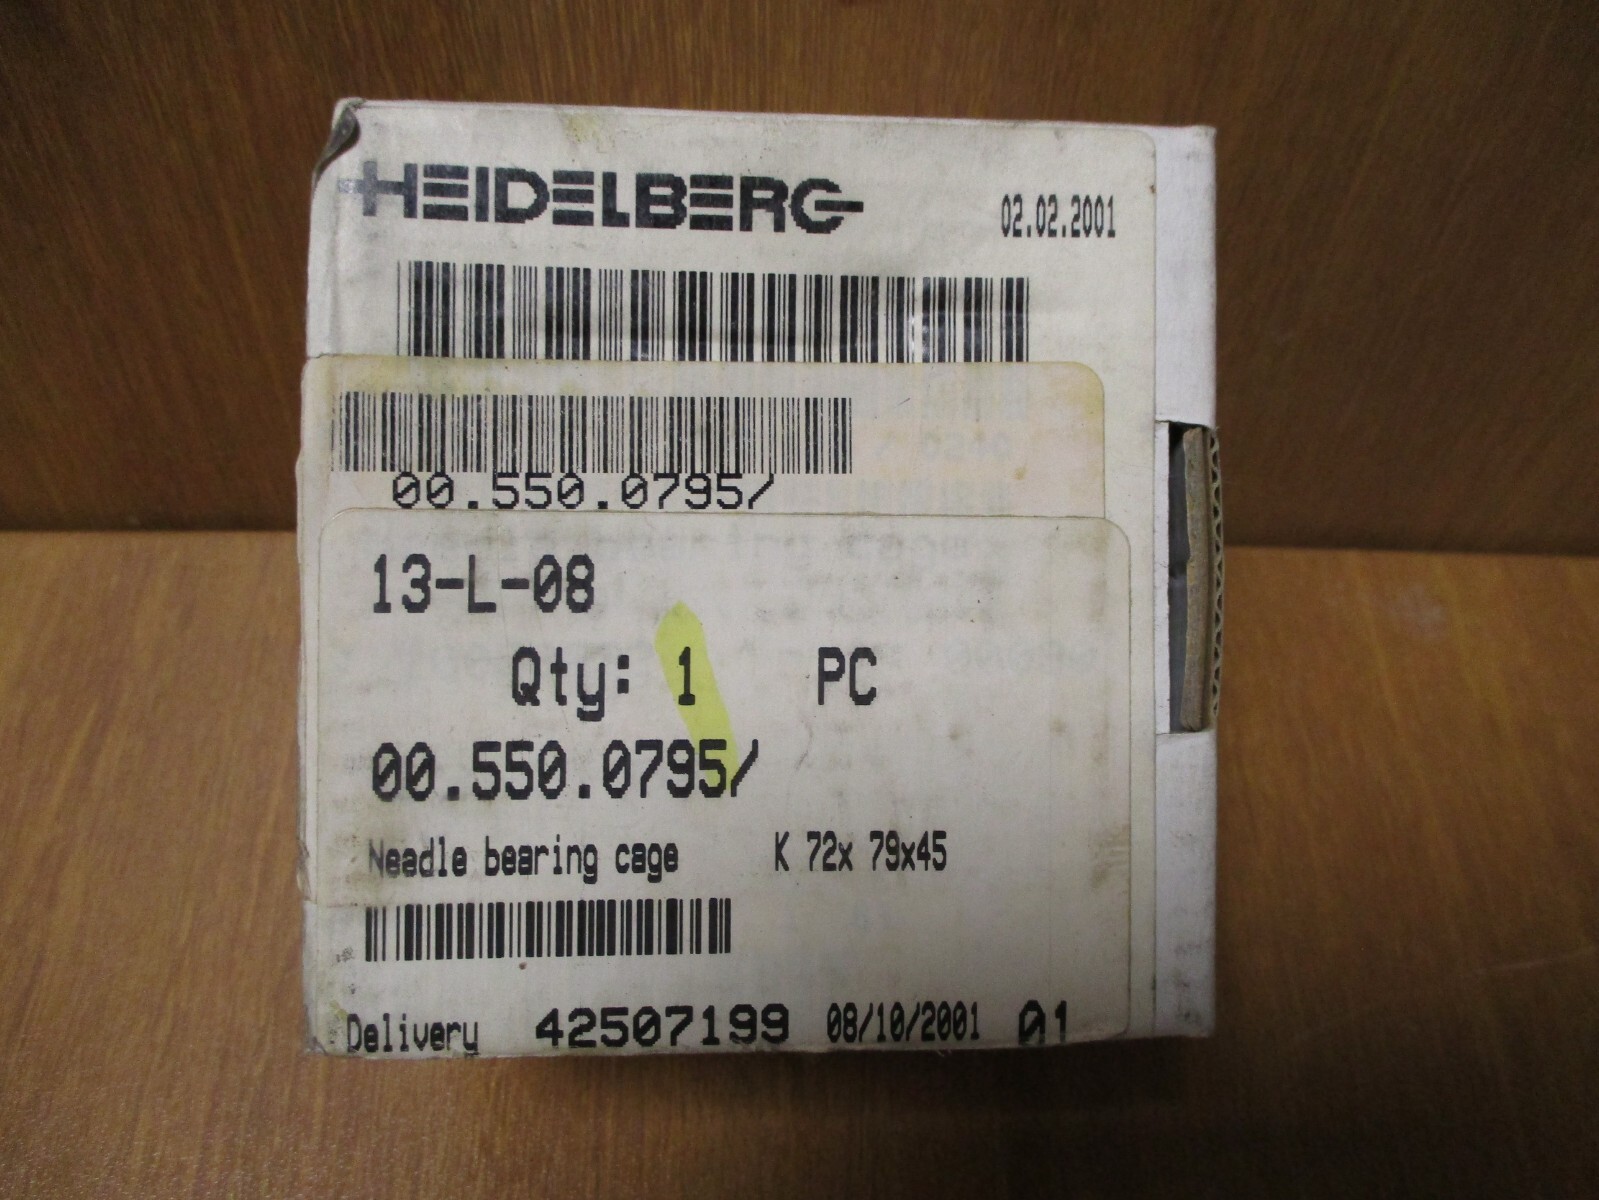 HEIDELBERG
02.02.2001
00.550.0795/
13-L-08
Qty: 1 PC
00.550.0795/
Needle bearing cage K 72x 79x45
Delivery 42507199 08/10/2001 01